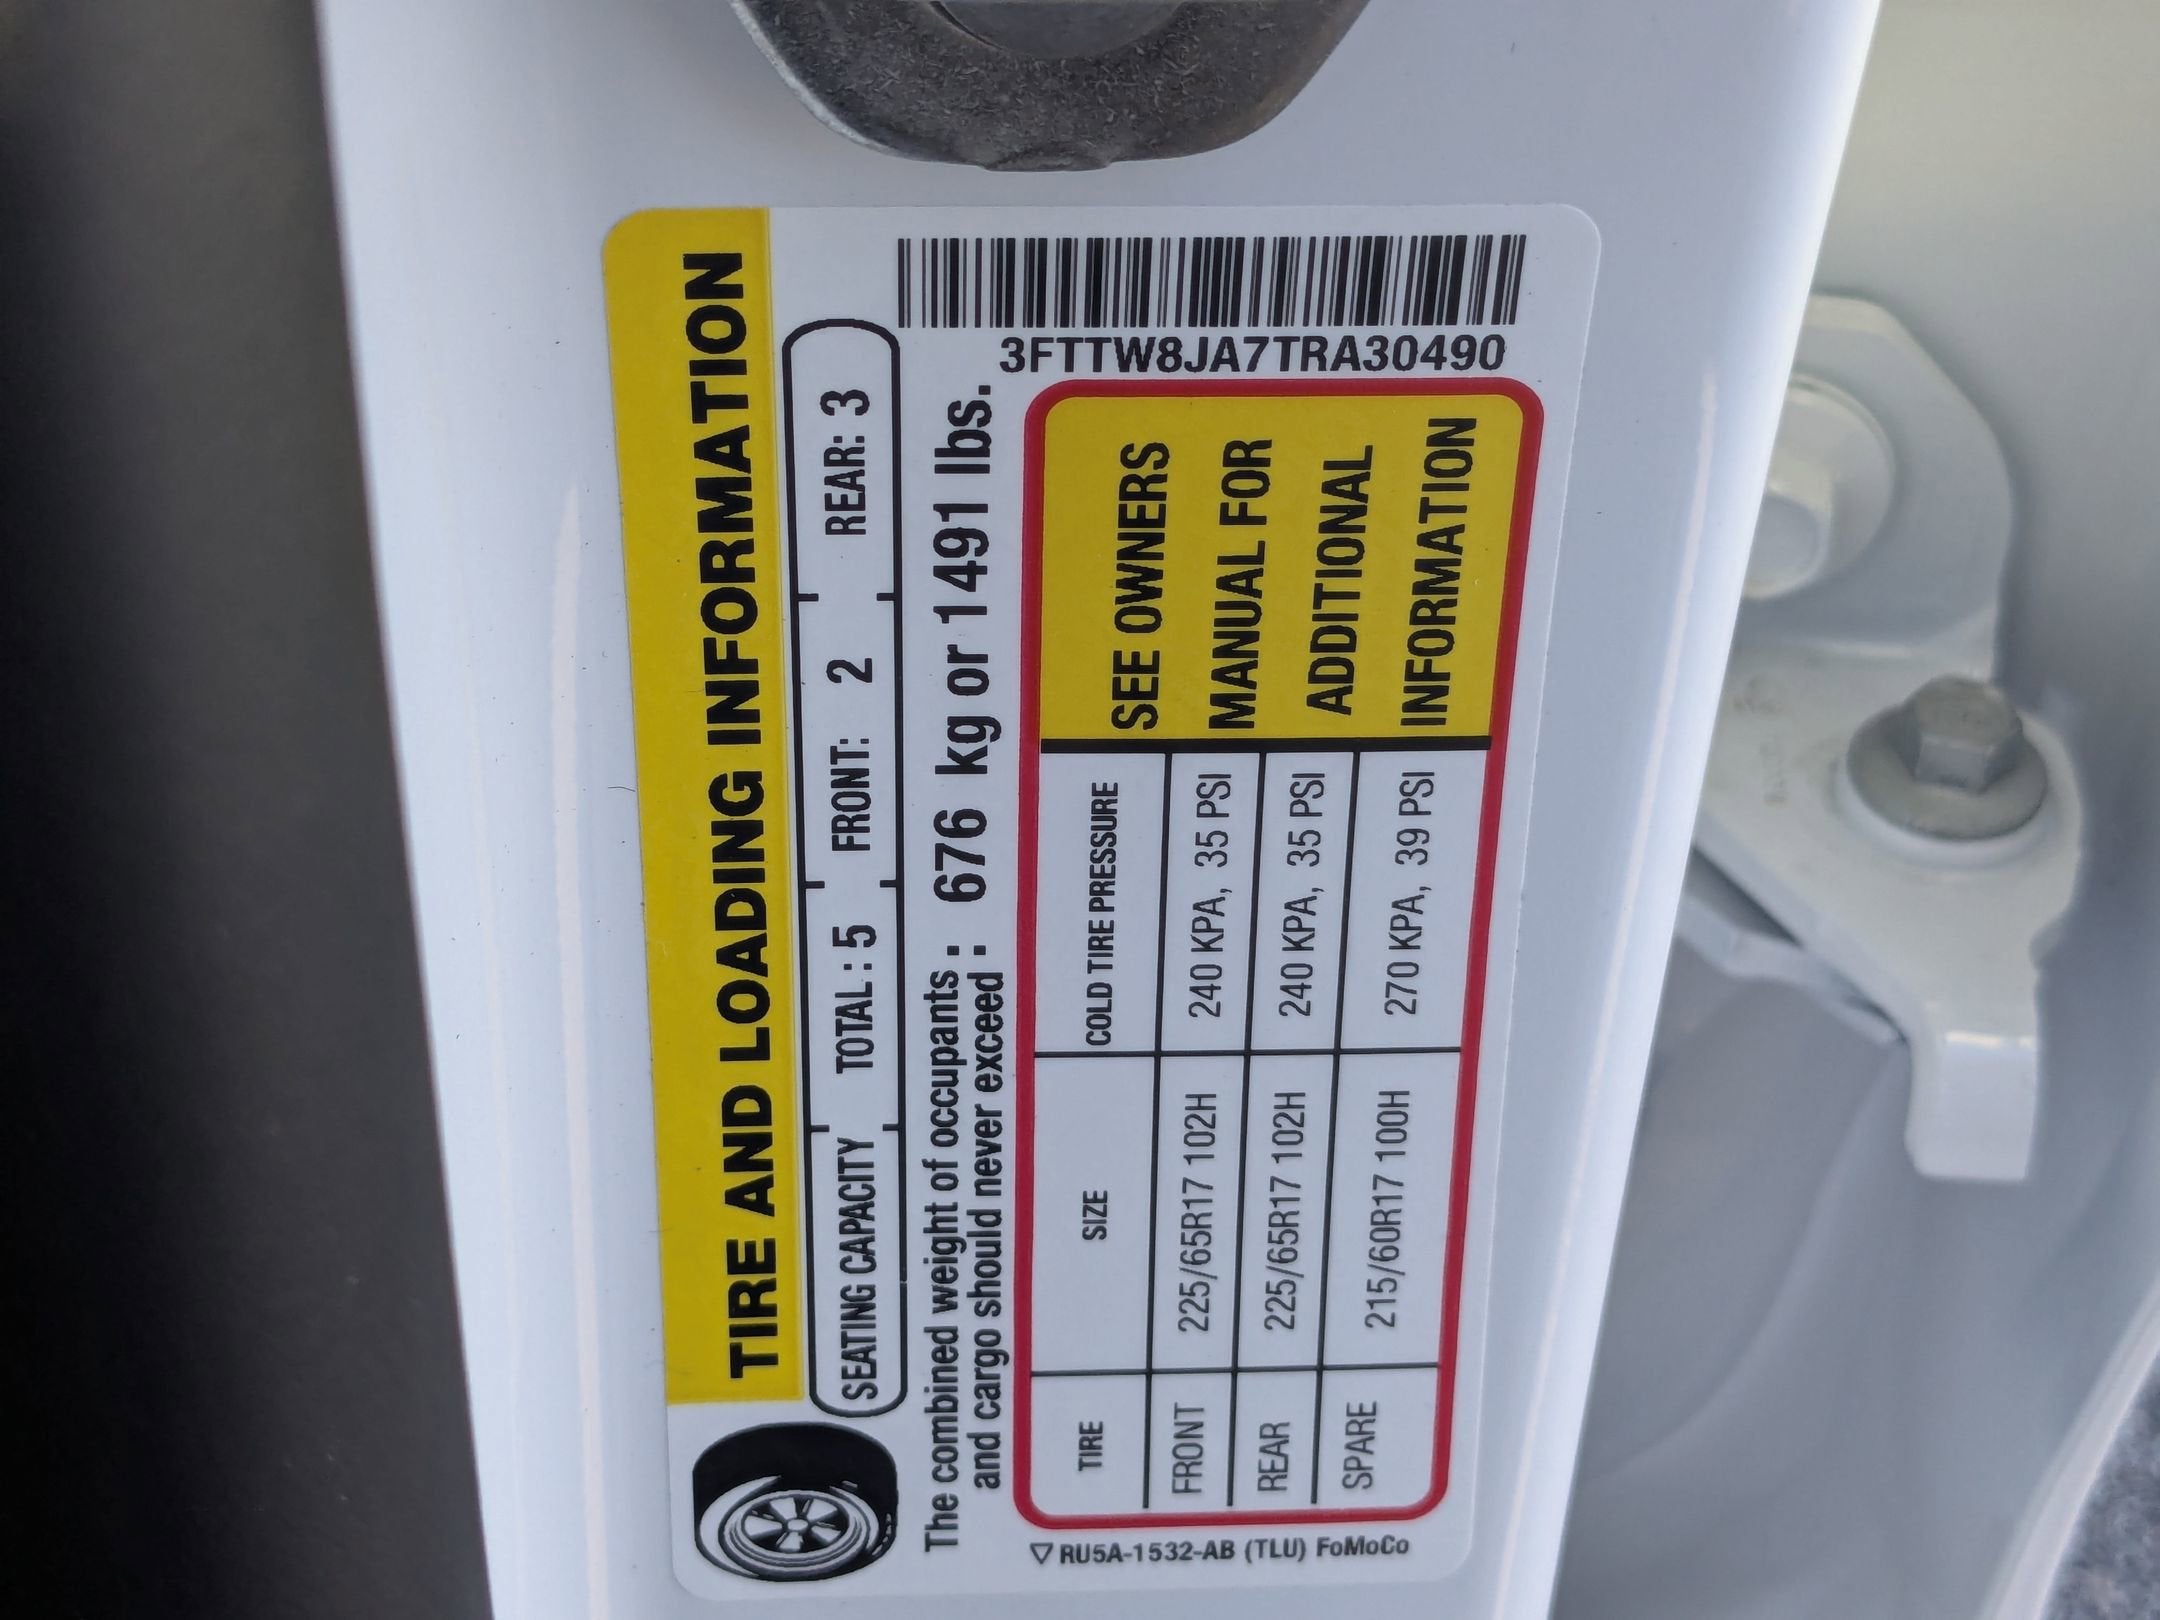 TIRE AND LOADING INFORMATION
SEATING CAPACITY TOTAL : 5 FRONT: 2 REAR: 3
The combined weight of occupants :
and cargo should never exceed : 676 kg or 1491 lbs.
3FTTW8JA7TRA30490
TIRE SIZE COLD TIRE PRESSURE
FRONT 225/65R17 102H 240 KPA, 35 PSI
REAR 225/65R17 102H 240 KPA, 35 PSI
SPARE 215/60R17 100H 270 KPA, 39 PSI
SEE OWNERS
MANUAL FOR
ADDITIONAL
INFORMATION
▽ RU5A-1532-AB (TLU) FoMoCo